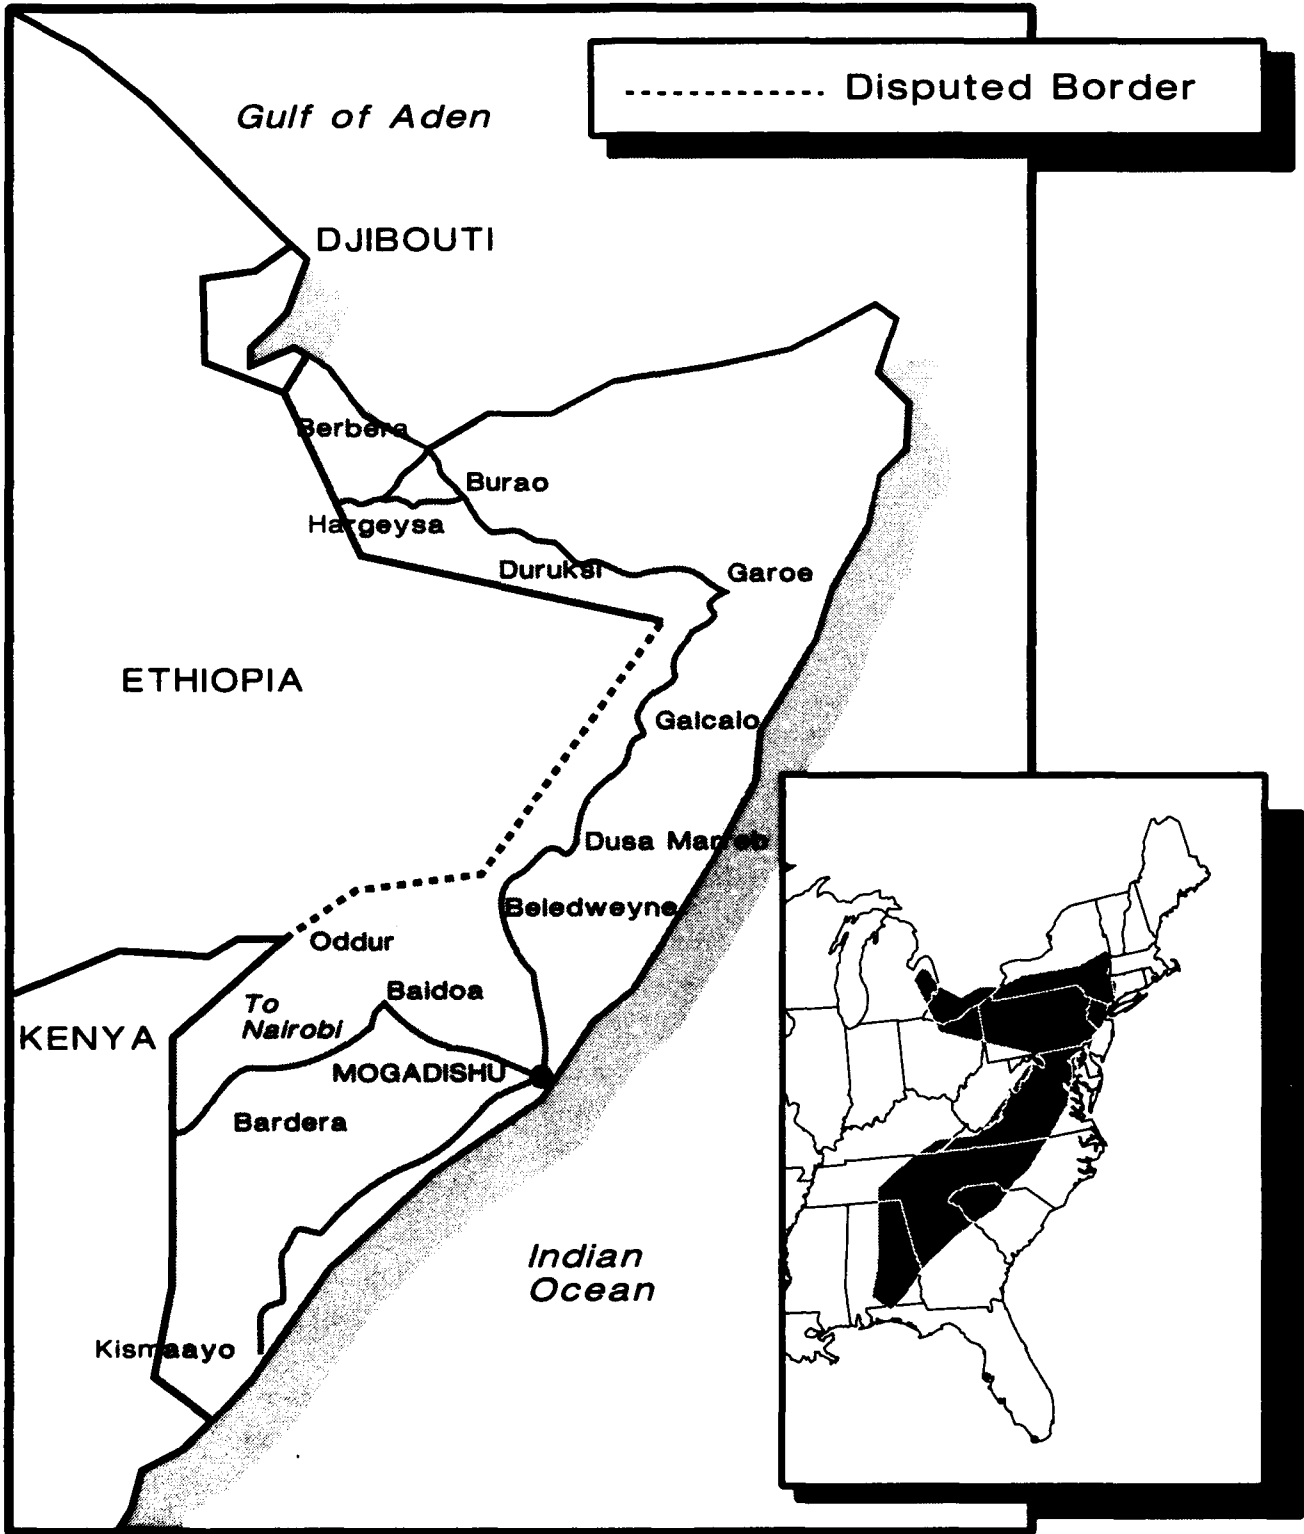 Disputed Border
Gulf of Aden
DJIBOUTI
Berbera
Burao
Hargeysa
Duruksi
Garoe
ETHIOPIA
Galcaio
Dusa Marreb
Beledweyne
Oddur
Baidoa
To
Nairobi
KENYA
MOGADISHU
Bardera
Indian
Ocean
Kismaayo